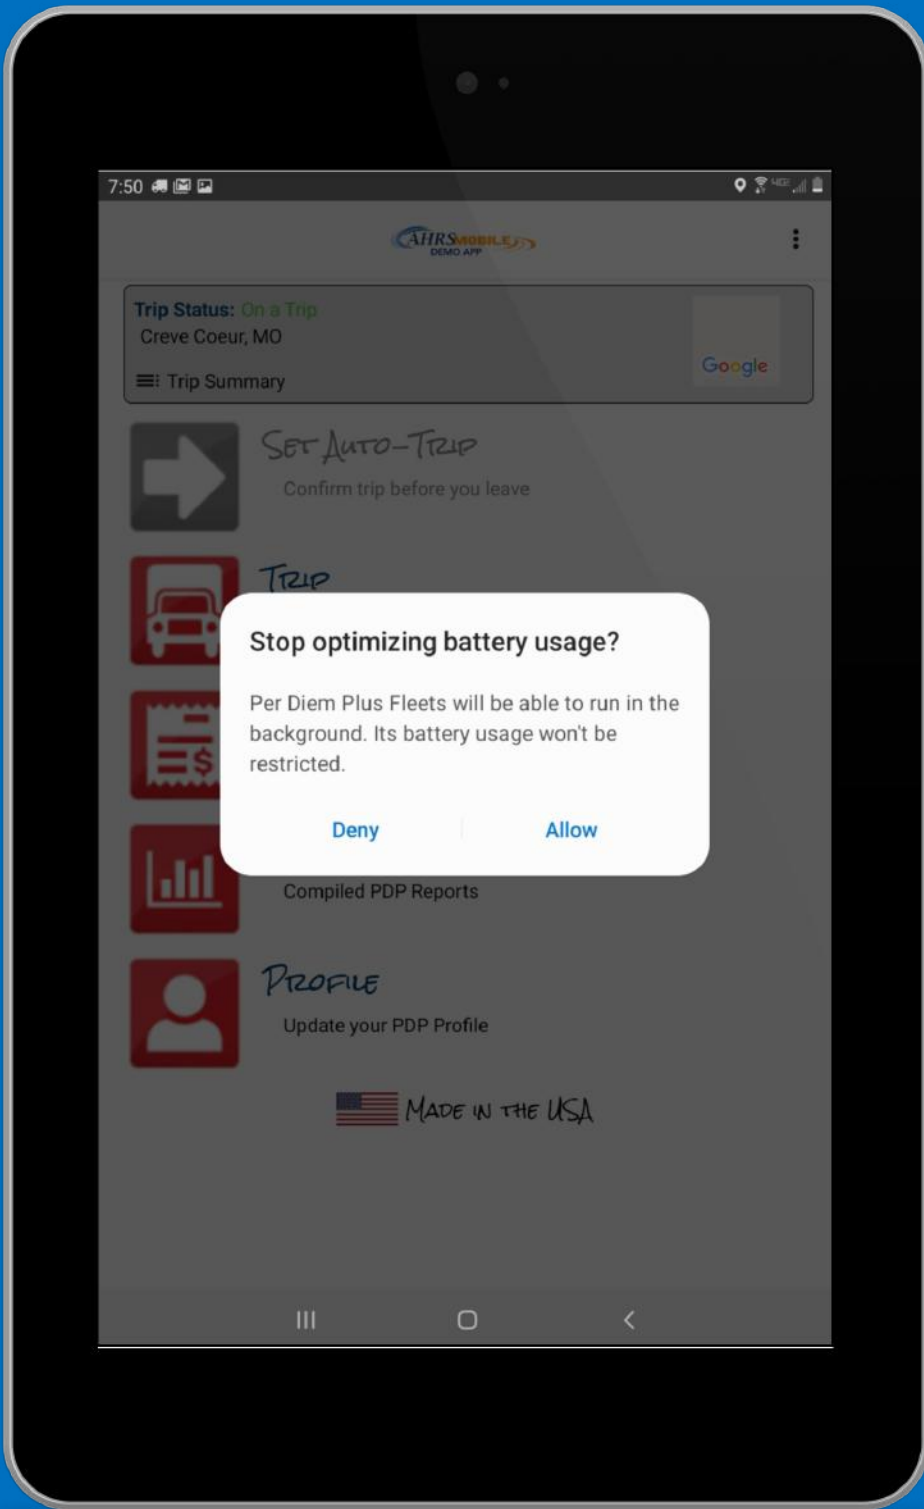 7:50
4GE
AHRSMOBILE
DEMO APP
Trip Status: On a Trip
Creve Coeur, MO
Google
Trip Summary
SET AUTO-TRIP
Confirm trip before you leave
TRIP
Stop optimizing battery usage?
Per Diem Plus Fleets will be able to run in the
background. Its battery usage won't be
restricted.
Deny
Allow
Compiled PDP Reports
PROFILE
Update your PDP Profile
MADE IN THE USA